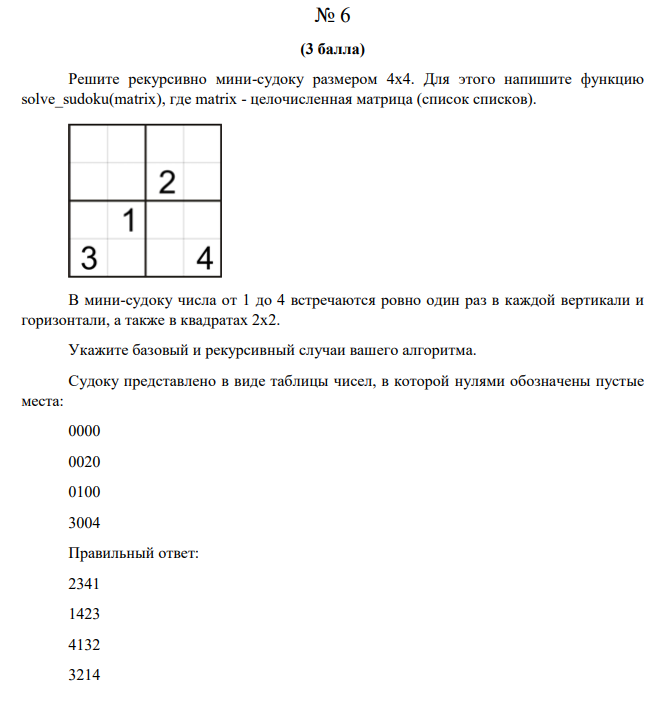 № 6
(3 балла)
Решите рекурсивно мини-судоку размером 4х4. Для этого напишите функцию
solve_sudoku(matrix), где matrix - целочисленная матрица (список списков).
2
1
3 4
В мини-судоку числа от 1 до 4 встречаются ровно один раз в каждой вертикали и
горизонтали, а также в квадратах 2х2.
Укажите базовый и рекурсивный случаи вашего алгоритма.
Судоку представлено в виде таблицы чисел, в которой нулями обозначены пустые
места:
0000
0020
0100
3004
Правильный ответ:
2341
1423
4132
3214